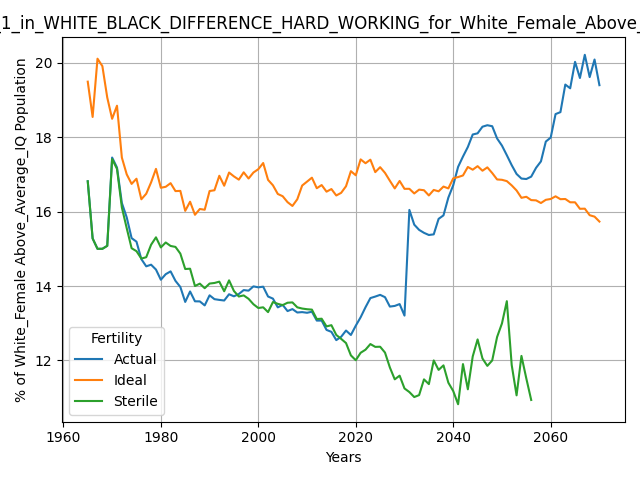 _1_in_WHITE_BLACK_DIFFERENCE_HARD_WORKING_for_White_Female_Above_
% of White_Female Above_Average_IQ Population
20
18
16
14
12
Fertility
Actual
Ideal
Sterile
1960
1980
2000
2020
2040
2060
Years